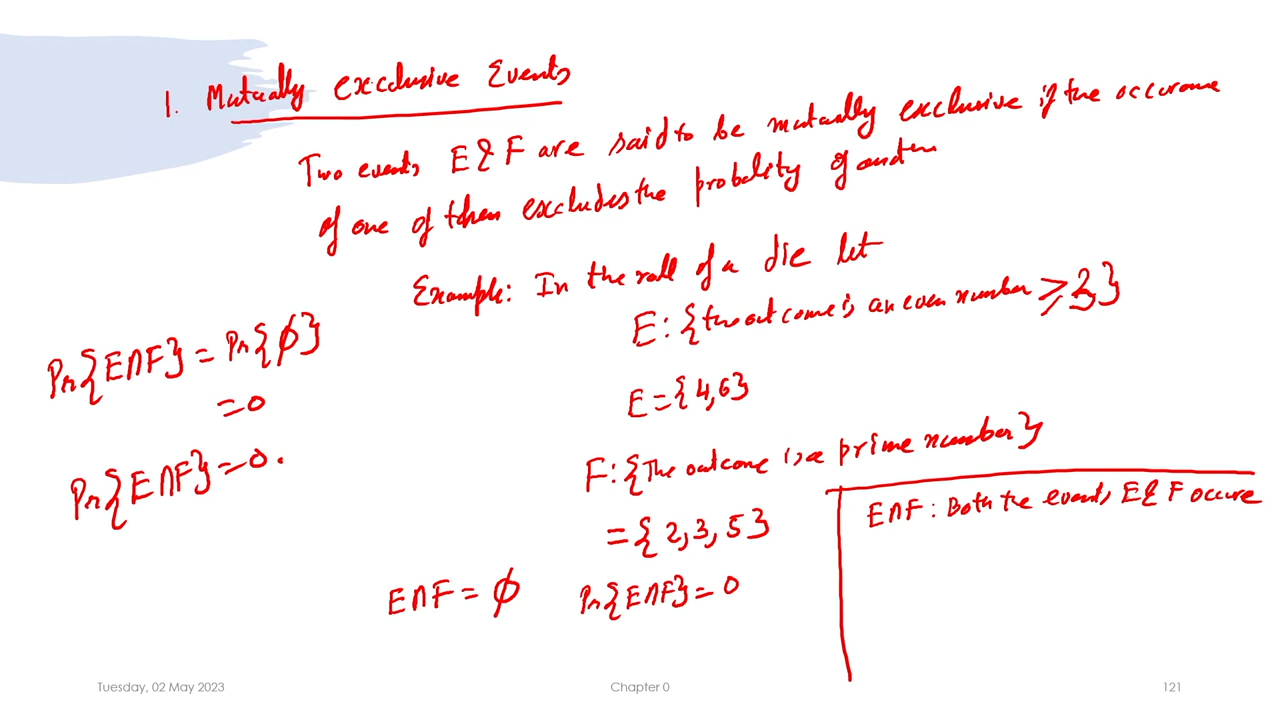 1. Mutually exclusive Events
Two events E & F are said to be mutually exclusive if the occurance
of one of them excludes the probality of another
Example: In the roll of a die let
E: {the outcome is an even number ≥ 3}
Pr{E∩F} = Pr{ϕ}
= 0
E = {4,6}
F: {The outcome is a prime number}
Pr{E∩F} = 0.
E∩F: Both the events E & F occure
= {2, 3, 5}
E∩F = ϕ Pr{E∩F} = 0
Tuesday, 02 May 2023 Chapter 0 121